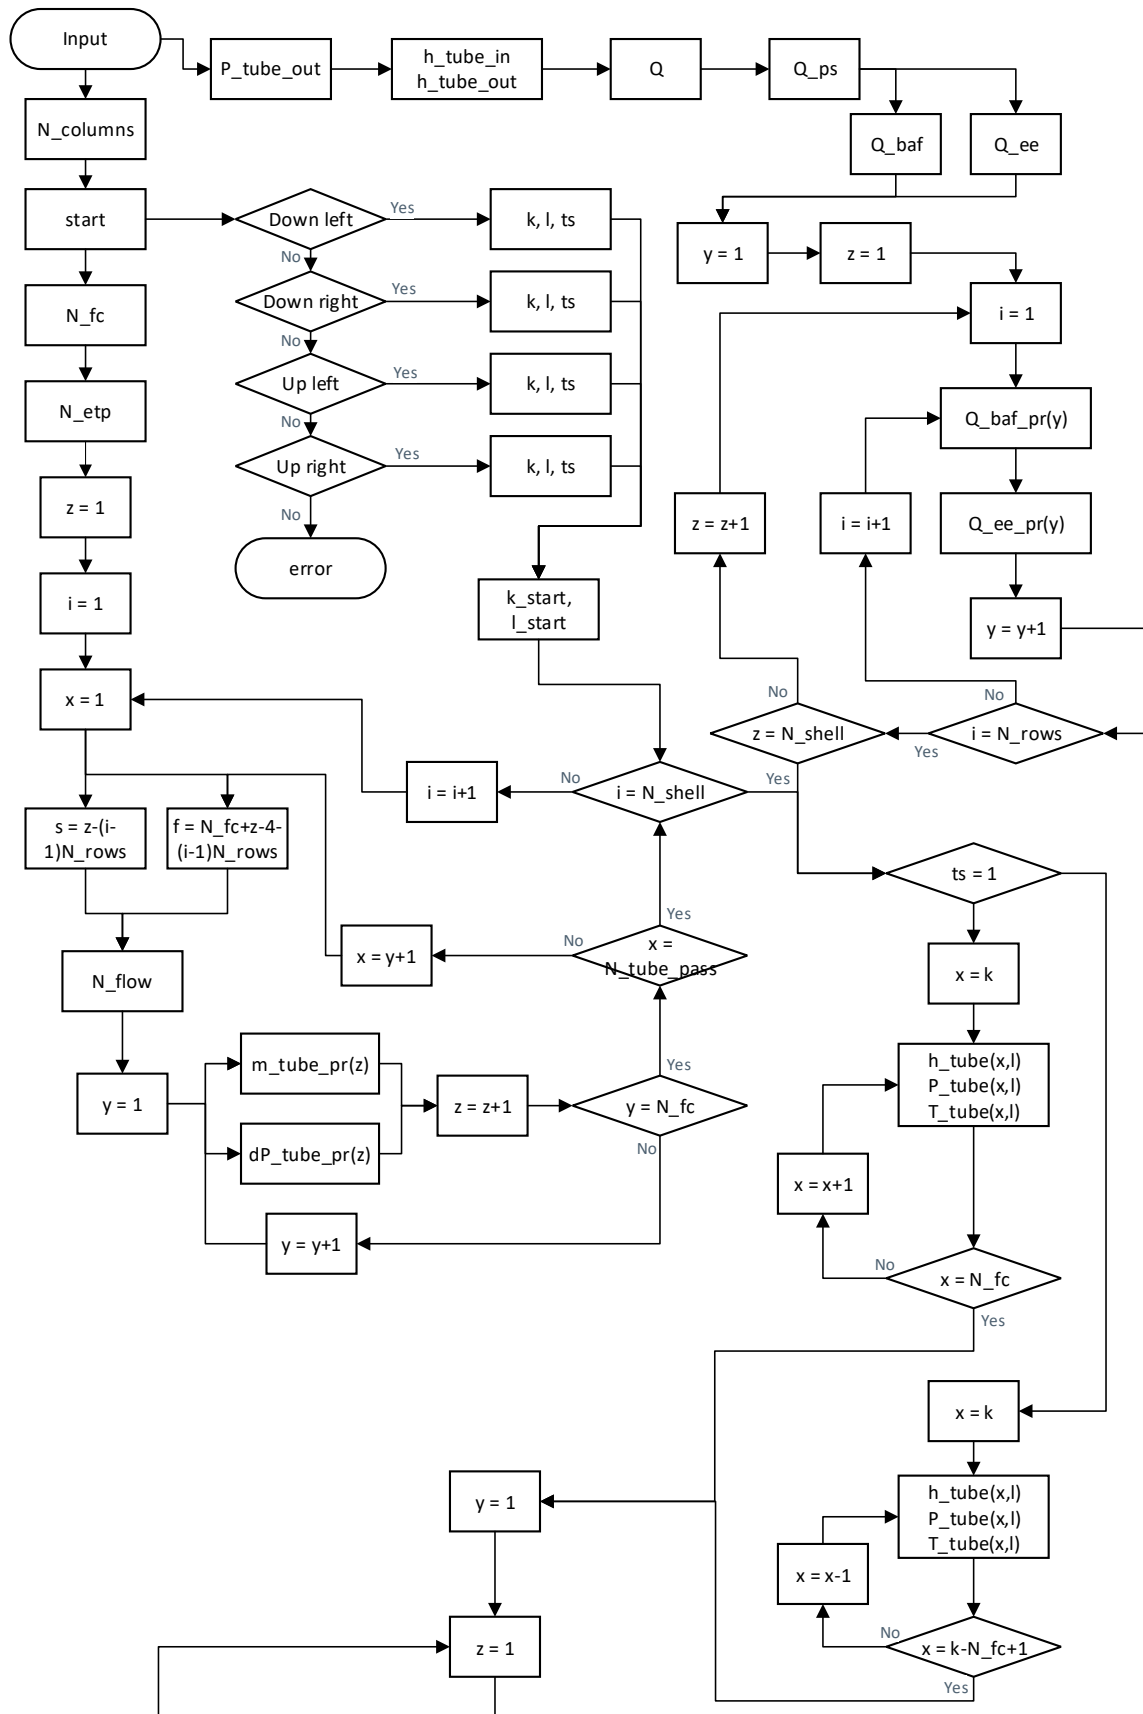 Input
P_tube_out
h_tube_in
h_tube_out
Q
Q_ps
N_columns
Q_baf
Q_ee
start
Down left
Yes
k, l, ts
No
y = 1
z = 1
N_fc
Down right
Yes
k, l, ts
No
i = 1
N_etp
Up left
Yes
k, l, ts
No
Q_baf_pr(y)
z = 1
Up right
Yes
k, l, ts
No
z = z+1
i = i+1
Q_ee_pr(y)
i = 1
error
k_start,
l_start
y = y+1
x = 1
No
z = N_shell
Yes
No
i = N_rows
Yes
i = i+1
No
i = N_shell
Yes
s = z-(i-
1)N_rows
f = N_fc+z-4-
(i-1)N_rows
ts = 1
N_flow
x = y+1
No
x =
N_tube_pass
Yes
x = k
y = 1
m_tube_pr(z)
dP_tube_pr(z)
z = z+1
y = N_fc
Yes
No
h_tube(x,l)
P_tube(x,l)
T_tube(x,l)
x = x+1
y = y+1
No
x = N_fc
Yes
x = k
y = 1
h_tube(x,l)
P_tube(x,l)
T_tube(x,l)
x = x-1
z = 1
No
x = k-N_fc+1
Yes